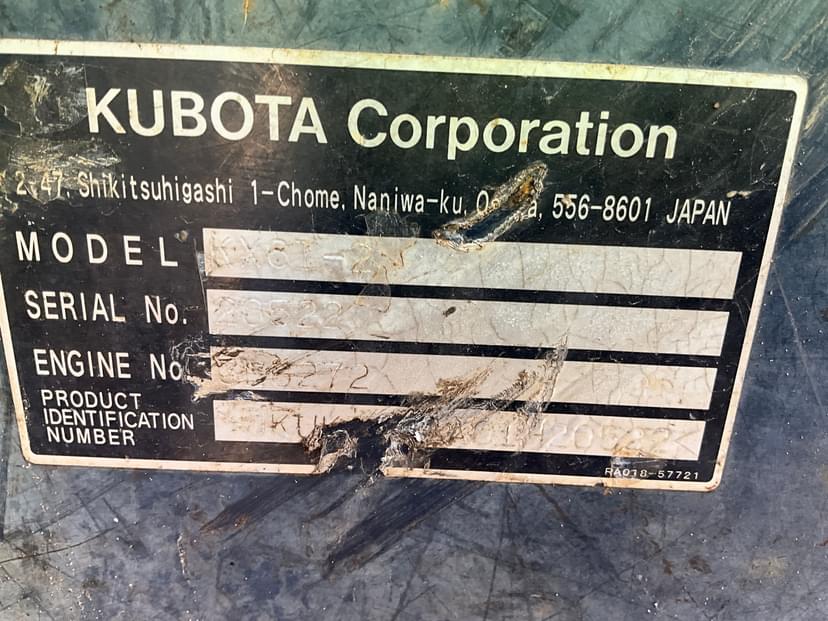 KUBOTA Corporation
2-47, Shikitsuhigashi 1-Chome, Naniwa-ku, 556-8601 JAPAN
MODEL
SERIAL No. 20522
ENGINE No.
PRODUCT
IDENTIFICATION
NUMBER
RA018-57721